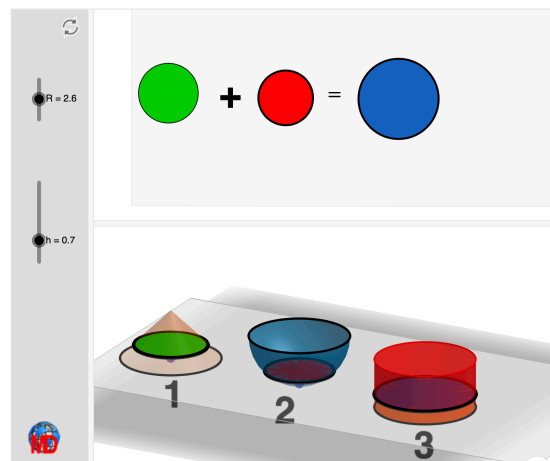 R = 2.6
+ =
h = 0.7
1
2
3
MD